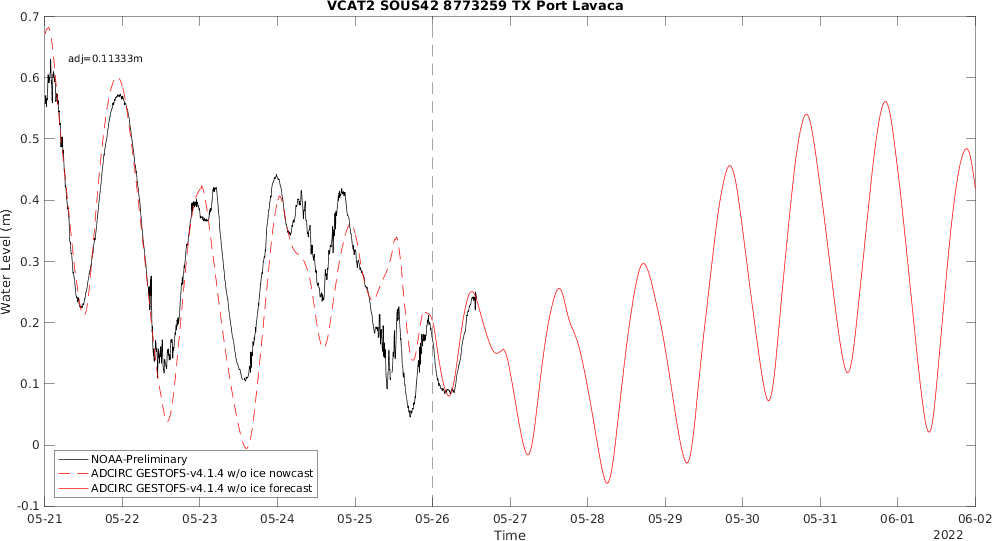 VCAT2 SOUS42 8773259 TX Port Lavaca
0.7
adj=0.11333m
0.6
0.5
0.4
0.3
0.2
0.1
0
-0.1
Water Level (m)
NOAA-Preliminary
ADCIRC GESTOFS-v4.1.4 w/o ice nowcast
ADCIRC GESTOFS-v4.1.4 w/o ice forecast
05-21 05-22 05-23 05-24 05-25 05-26 05-27 05-28 05-29 05-30 05-31 06-01 06-02
Time
2022